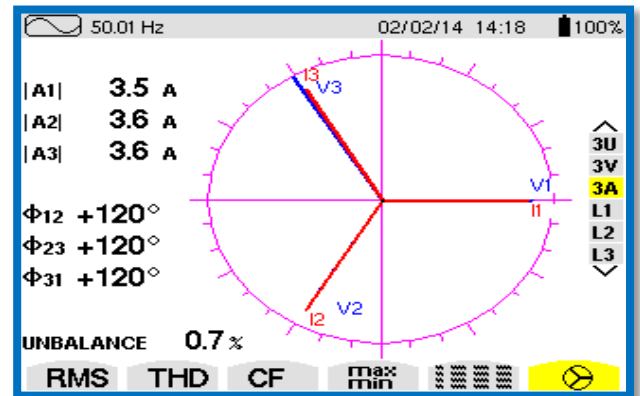 50.01 Hz 02/02/14 14:18 100%
|A1| 3.5 A
|A2| 3.6 A
|A3| 3.6 A
Φ12 +120°
Φ23 +120°
Φ31 +120°
UNBALANCE 0.7 %
I3
V3
V1
I1
I2
V2
3U
3V
3A
L1
L2
L3
RMS THD CF max min